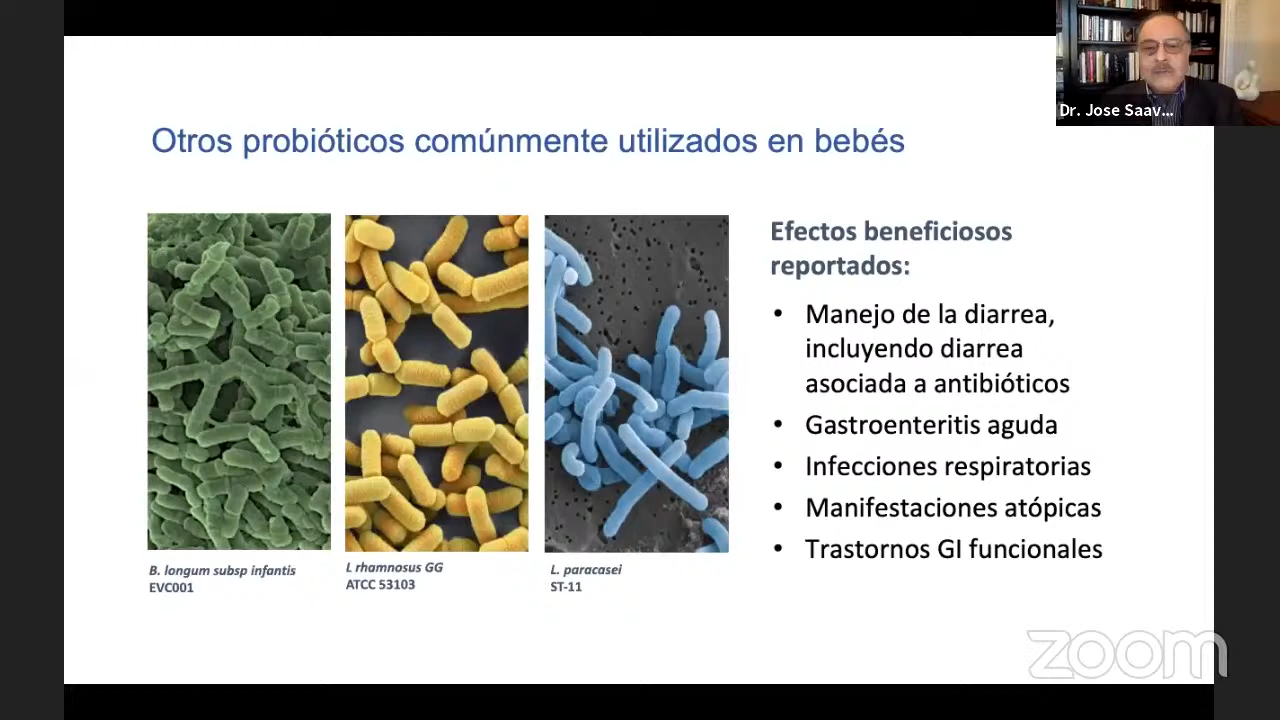 Dr. Jose Saav...
Otros probióticos comúnmente utilizados en bebés
Efectos beneficiosos
reportados:
• Manejo de la diarrea,
incluyendo diarrea
asociada a antibióticos
• Gastroenteritis aguda
• Infecciones respiratorias
• Manifestaciones atópicas
• Trastornos GI funcionales
B. longum subsp infantis
EVC001
L rhamnosus GG
ATCC 53103
L. paracasei
ST-11
zoom